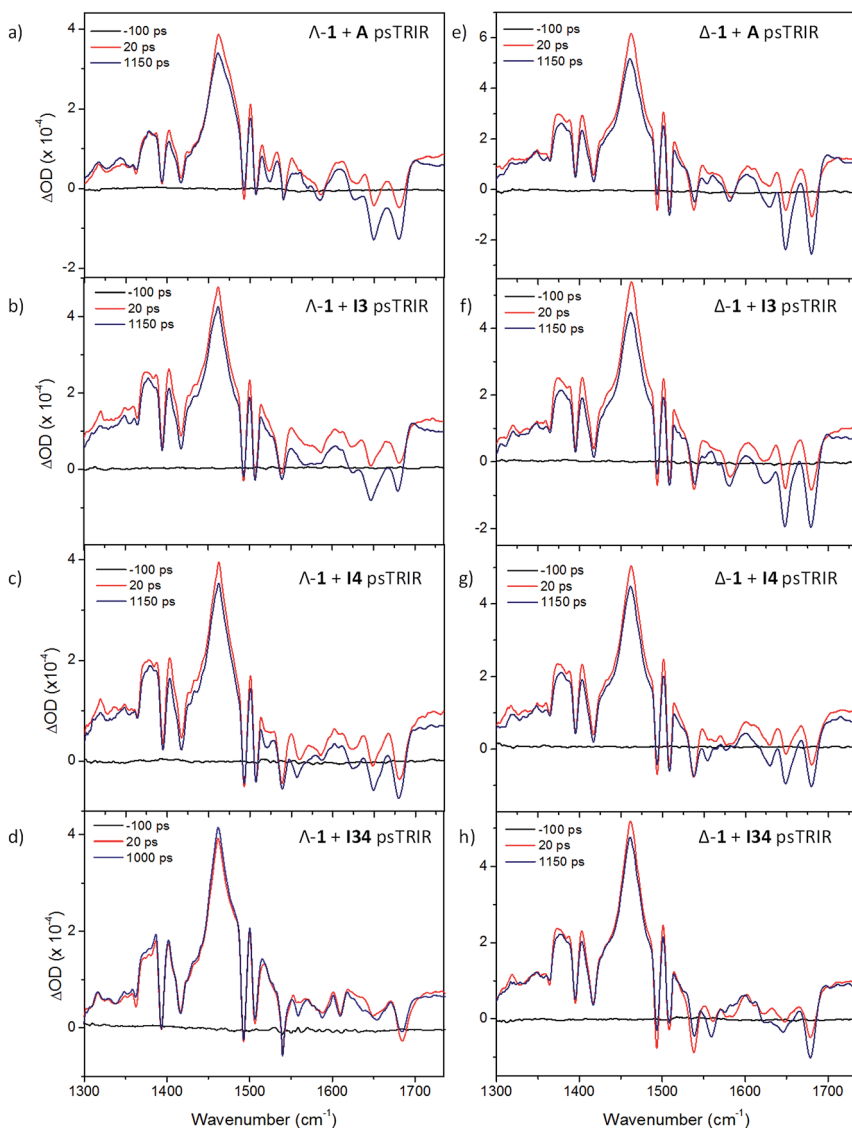 a)
Λ-1 + A psTRIR
-100 ps
20 ps
1150 ps
4
2
0
-2
ΔOD (x 10⁻⁴)
b)
Λ-1 + I3 psTRIR
-100 ps
20 ps
1150 ps
4
2
0
ΔOD (x 10⁻⁴)
c)
Λ-1 + I4 psTRIR
-100 ps
20 ps
1150 ps
4
2
0
ΔOD (x 10⁻⁴)
d)
Λ-1 + I34 psTRIR
-100 ps
20 ps
1000 ps
4
2
0
ΔOD (x 10⁻⁴)
1300 1400 1500 1600 1700
Wavenumber (cm⁻¹)
e)
Δ-1 + A psTRIR
-100 ps
20 ps
1150 ps
6
4
2
0
-2
f)
Δ-1 + I3 psTRIR
-100 ps
20 ps
1150 ps
4
2
0
-2
g)
Δ-1 + I4 psTRIR
-100 ps
20 ps
1150 ps
4
2
0
h)
Δ-1 + I34 psTRIR
-100 ps
20 ps
1150 ps
4
2
0
1300 1400 1500 1600 1700
Wavenumber (cm⁻¹)